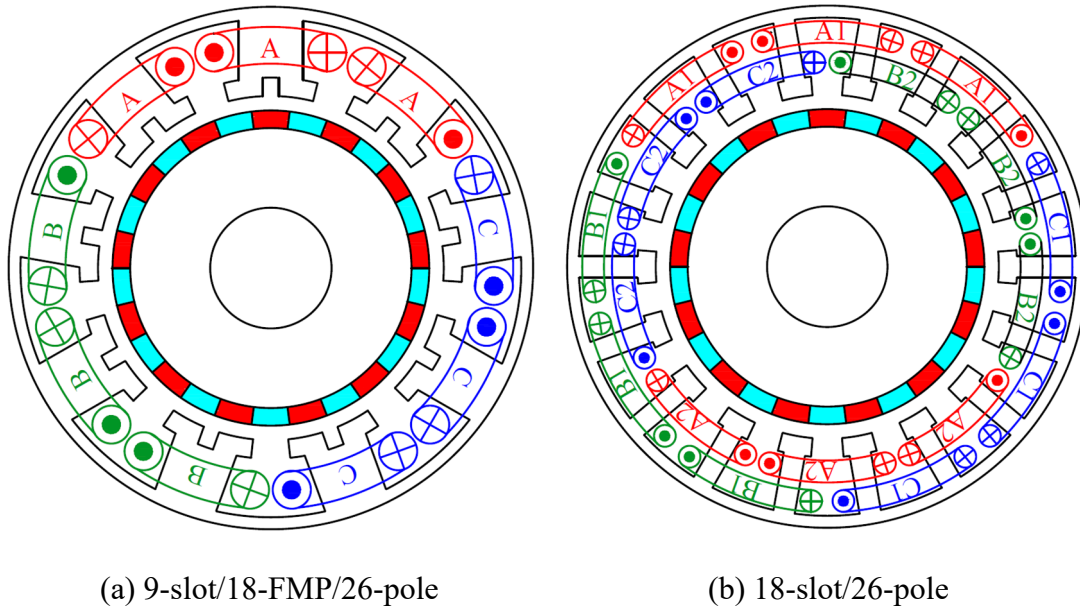 A
A
A
B
C
B
C
B
C
A1
A1
A1
C2
B2
C2
B2
B1
C1
C2
B2
B1
C1
A2
A2
A2
B1
C1
(a) 9-slot/18-FMP/26-pole
(b) 18-slot/26-pole